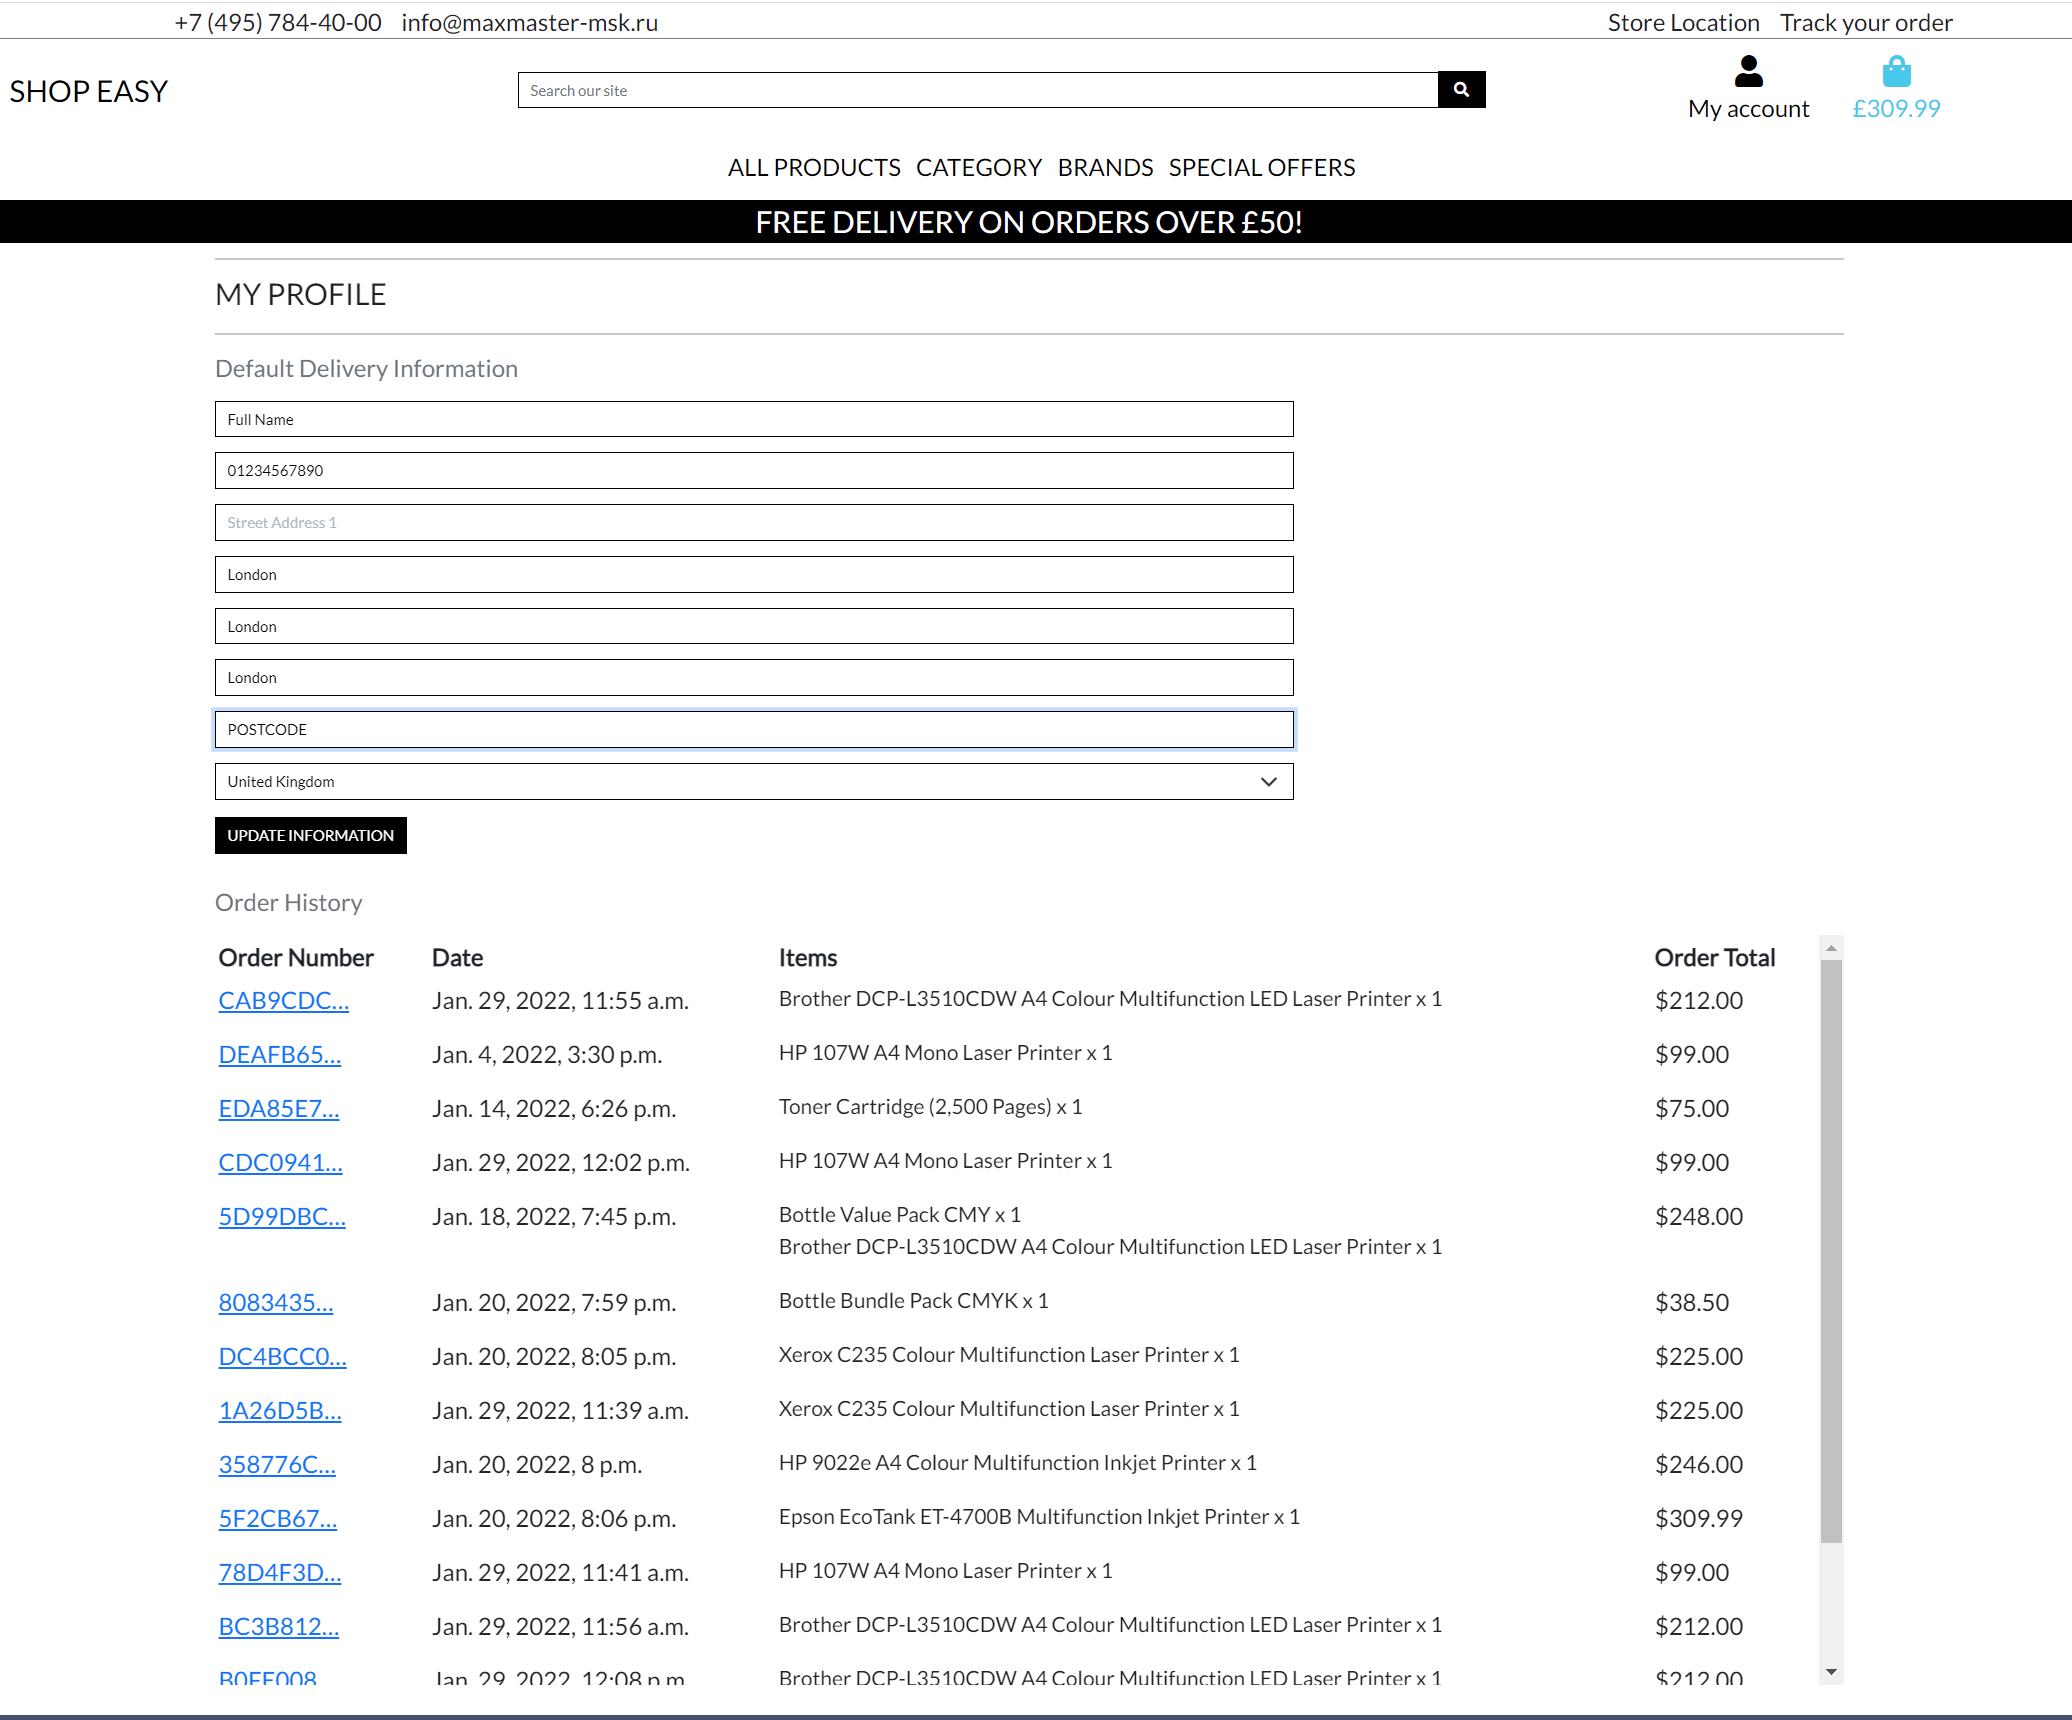 +7 (495) 784-40-00 info@maxmaster-msk.ru Store Location Track your order
SHOP EASY
Search our site
My account £309.99
ALL PRODUCTS CATEGORY BRANDS SPECIAL OFFERS
FREE DELIVERY ON ORDERS OVER £50!
MY PROFILE
Default Delivery Information
Full Name
01234567890
Street Address 1
London
London
London
POSTCODE
United Kingdom
UPDATE INFORMATION
Order History
Order Number Date Items Order Total
CAB9CDC... Jan. 29, 2022, 11:55 a.m. Brother DCP-L3510CDW A4 Colour Multifunction LED Laser Printer x 1 $212.00
DEAFB65... Jan. 4, 2022, 3:30 p.m. HP 107W A4 Mono Laser Printer x 1 $99.00
EDA85E7... Jan. 14, 2022, 6:26 p.m. Toner Cartridge (2,500 Pages) x 1 $75.00
CDC0941... Jan. 29, 2022, 12:02 p.m. HP 107W A4 Mono Laser Printer x 1 $99.00
5D99DBC... Jan. 18, 2022, 7:45 p.m. Bottle Value Pack CMY x 1 $248.00
Brother DCP-L3510CDW A4 Colour Multifunction LED Laser Printer x 1
8083435... Jan. 20, 2022, 7:59 p.m. Bottle Bundle Pack CMYK x 1 $38.50
DC4BCC0... Jan. 20, 2022, 8:05 p.m. Xerox C235 Colour Multifunction Laser Printer x 1 $225.00
1A26D5B... Jan. 29, 2022, 11:39 a.m. Xerox C235 Colour Multifunction Laser Printer x 1 $225.00
358776C... Jan. 20, 2022, 8 p.m. HP 9022e A4 Colour Multifunction Inkjet Printer x 1 $246.00
5F2CB67... Jan. 20, 2022, 8:06 p.m. Epson EcoTank ET-4700B Multifunction Inkjet Printer x 1 $309.99
78D4F3D... Jan. 29, 2022, 11:41 a.m. HP 107W A4 Mono Laser Printer x 1 $99.00
BC3B812... Jan. 29, 2022, 11:56 a.m. Brother DCP-L3510CDW A4 Colour Multifunction LED Laser Printer x 1 $212.00
Jan. 29, 2022, 12:08 p.m. Brother DCP-L3510CDW A4 Colour Multifunction LED Laser Printer x 1 $212.00